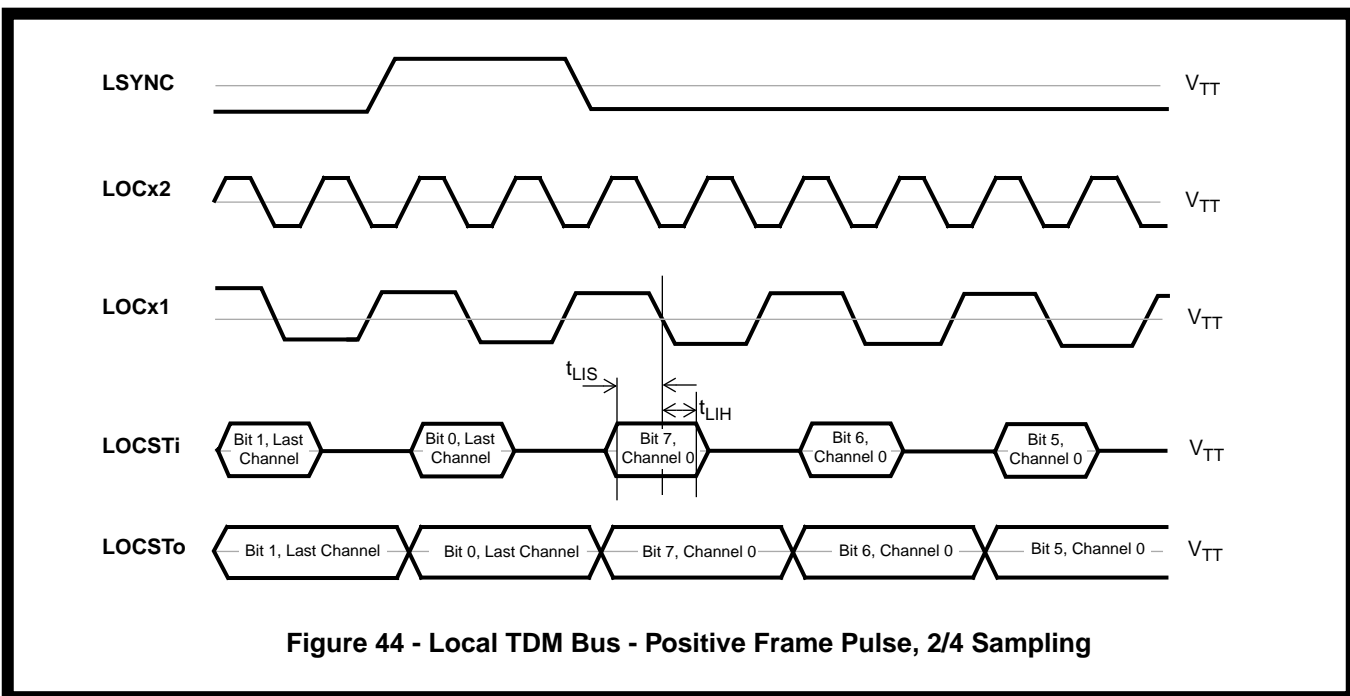 LSYNC
V_TT
LOCx2
V_TT
LOCx1
V_TT
t_LIS
t_LIH
LOCSTi
Bit 1, Last
Channel
Bit 0, Last
Channel
Bit 7,
Channel 0
Bit 6,
Channel 0
Bit 5,
Channel 0
V_TT
LOCSTo
Bit 1, Last Channel
Bit 0, Last Channel
Bit 7, Channel 0
Bit 6, Channel 0
Bit 5, Channel 0
V_TT
Figure 44 - Local TDM Bus - Positive Frame Pulse, 2/4 Sampling